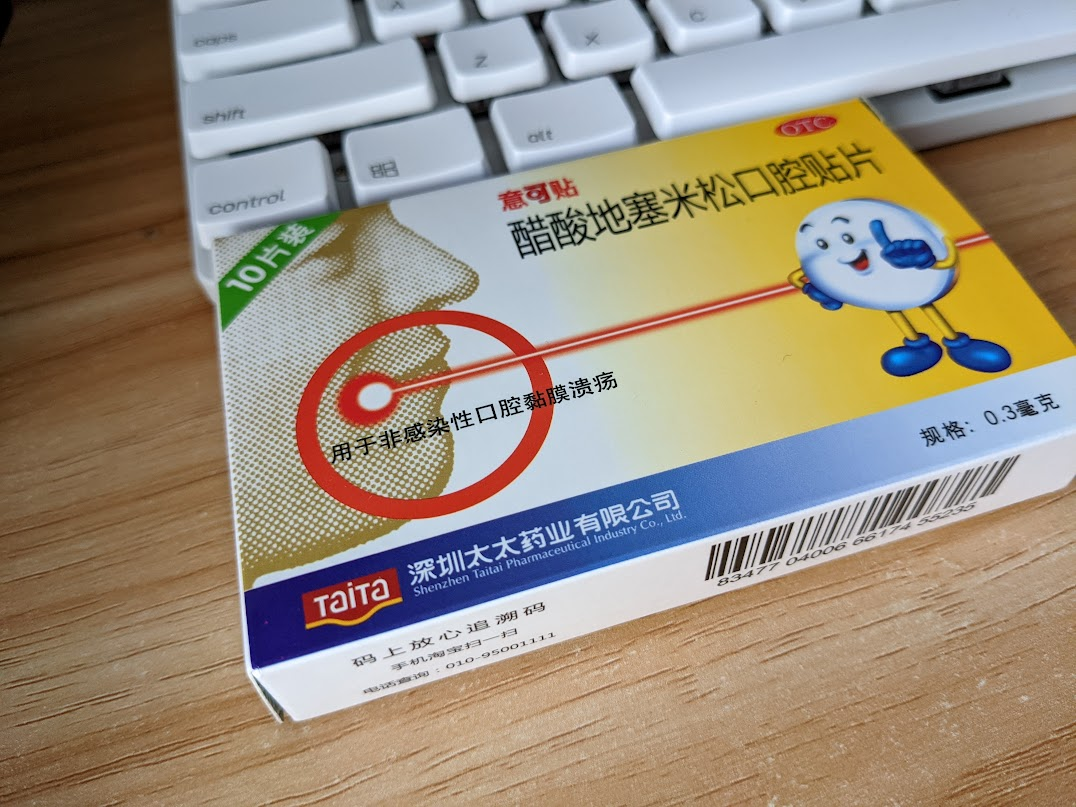 caps
A
shift
Z
X
C
control
alt
OTC
意可贴
醋酸地塞米松口腔贴片
10片装
用于非感染性口腔黏膜溃疡
规格：0.3毫克
TaiTa
深圳太太药业有限公司
Shenzhen Taitai Pharmaceutical Industry Co., Ltd.
83477 04006 66174 55235
码上放心追溯码
手机淘宝扫一扫
电话查询：010-95001111